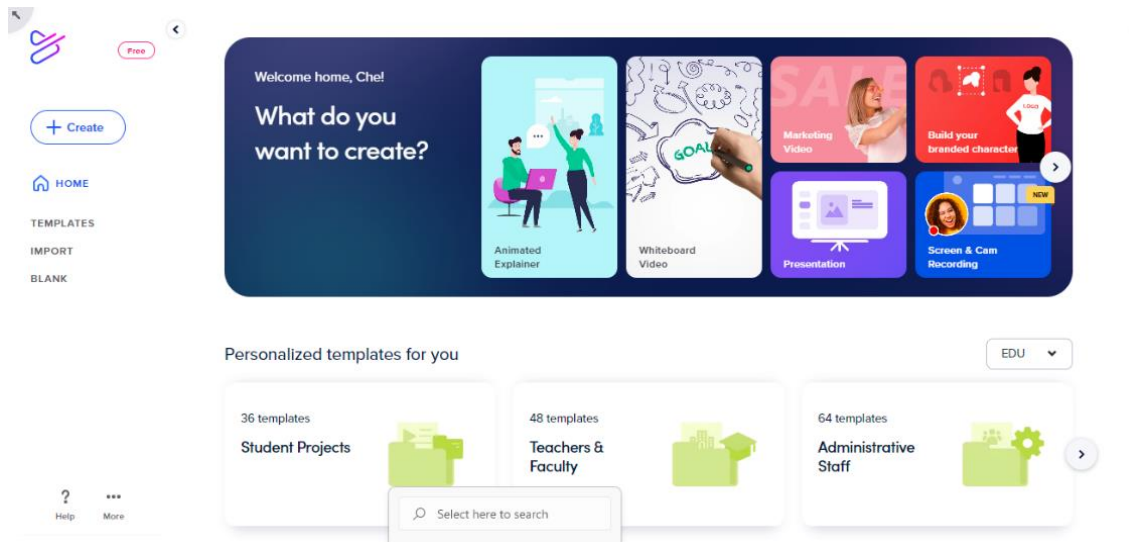 Free
+ Create
HOME
TEMPLATES
IMPORT
BLANK
? ...
Help More
Welcome home, Che!
What do you
want to create?
Animated
Explainer
GOAL
Whiteboard
Video
SALE
Marketing
Video
LOGO
Build your
branded character
Presentation
NEW
Screen & Cam
Recording
Personalized templates for you
EDU
36 templates
Student Projects
48 templates
Teachers &
Faculty
64 templates
Administrative
Staff
Select here to search